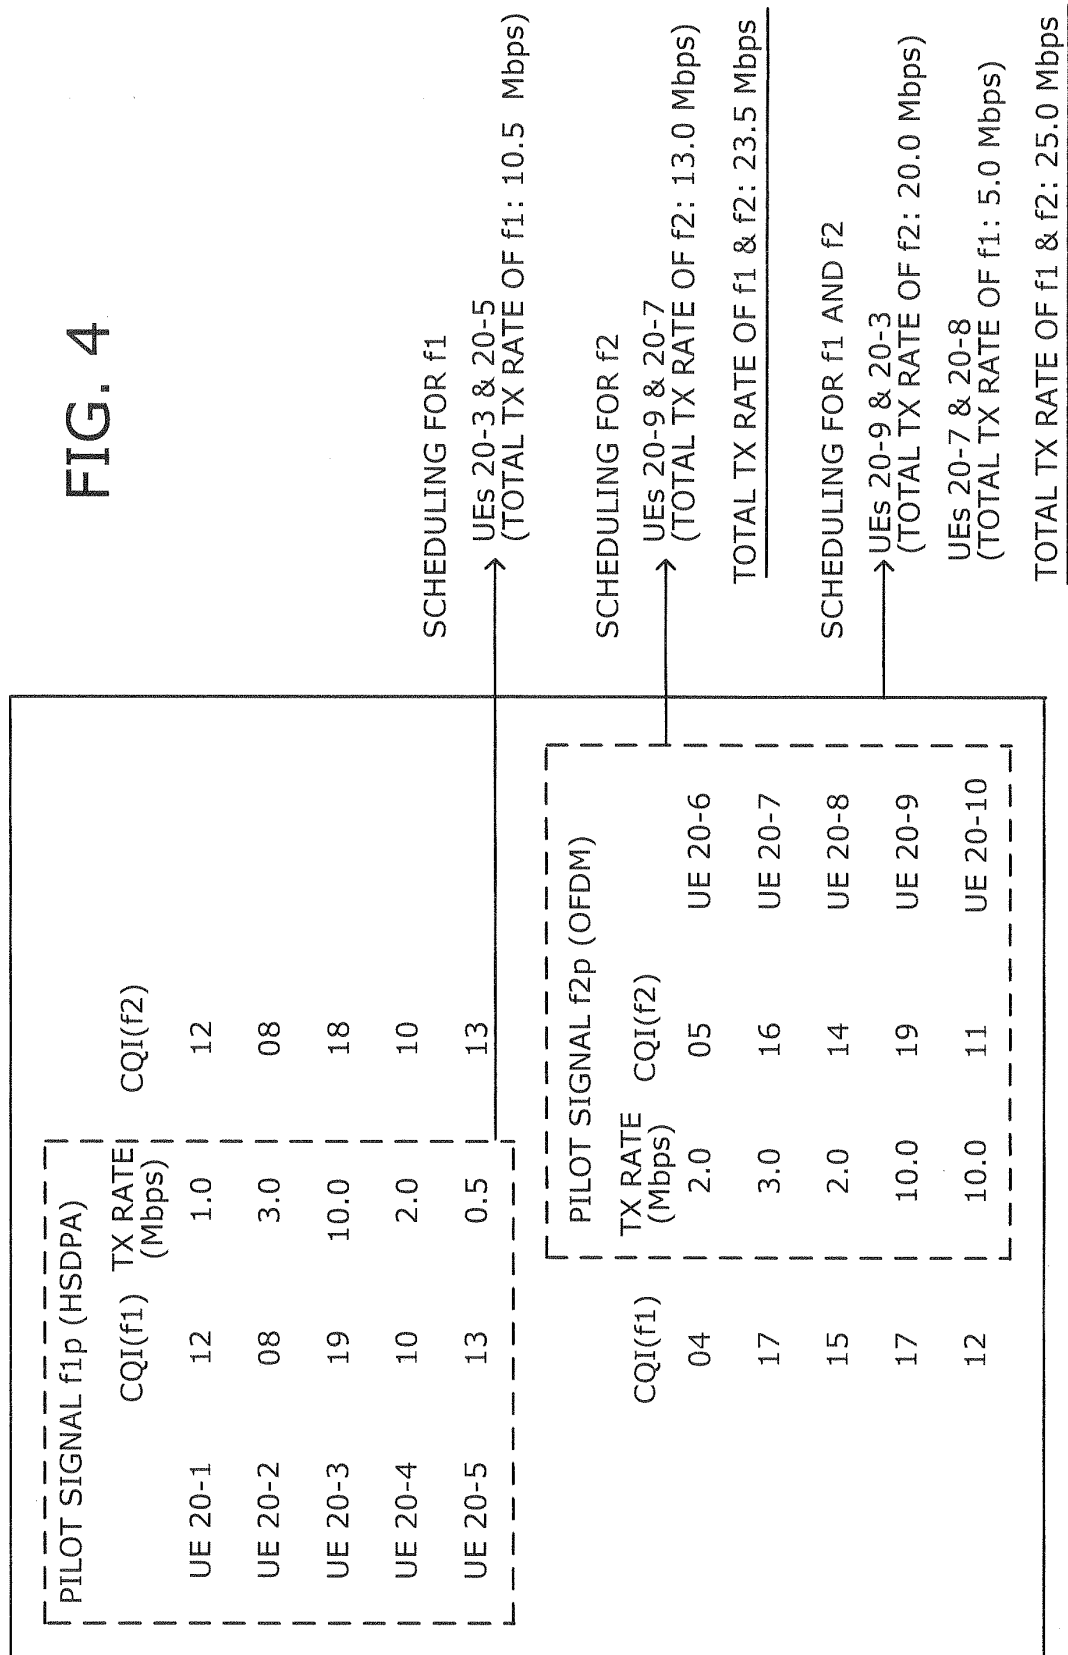 FIG. 4
PILOT SIGNAL f1p (HSDPA)
CQI(f1) TX RATE CQI(f2)
(Mbps)
UE 20-1 12 1.0 12
UE 20-2 08 3.0 08
UE 20-3 19 10.0 18
UE 20-4 10 2.0 10
UE 20-5 13 0.5 13
PILOT SIGNAL f2p (OFDM)
CQI(f1) TX RATE CQI(f2)
(Mbps)
04 2.0 05 UE 20-6
17 3.0 16 UE 20-7
15 2.0 14 UE 20-8
17 10.0 19 UE 20-9
12 10.0 11 UE 20-10
SCHEDULING FOR f1
UEs 20-3 & 20-5
(TOTAL TX RATE OF f1: 10.5 Mbps)
SCHEDULING FOR f2
UEs 20-9 & 20-7
(TOTAL TX RATE OF f2: 13.0 Mbps)
TOTAL TX RATE OF f1 & f2: 23.5 Mbps
SCHEDULING FOR f1 AND f2
UEs 20-9 & 20-3
(TOTAL TX RATE OF f2: 20.0 Mbps)
UEs 20-7 & 20-8
(TOTAL TX RATE OF f1: 5.0 Mbps)
TOTAL TX RATE OF f1 & f2: 25.0 Mbps